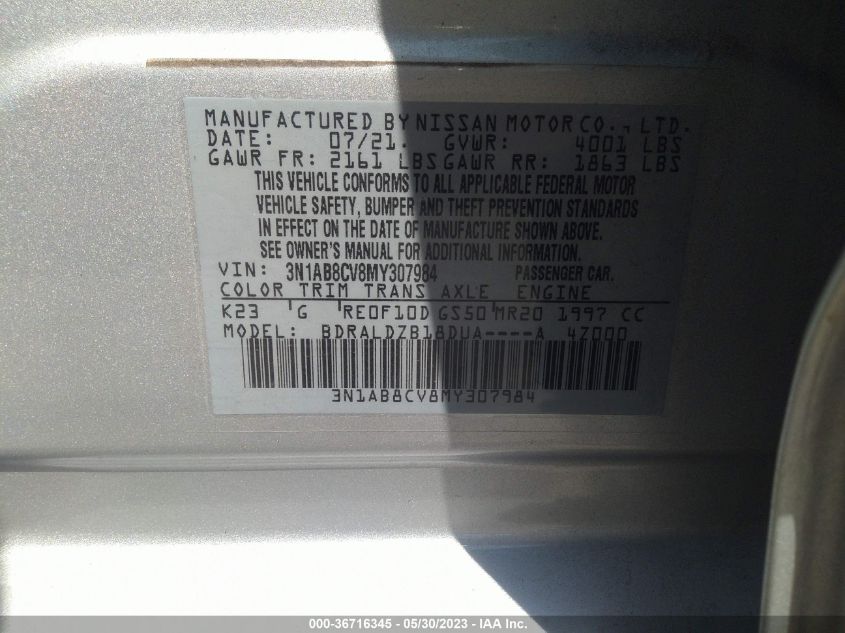 MANUFACTURED BY NISSAN MOTOR CO., LTD.
DATE: 07/21. GVWR: 4001 LBS
GAWR FR: 2161 LBS GAWR RR: 1863 LBS
THIS VEHICLE CONFORMS TO ALL APPLICABLE FEDERAL MOTOR
VEHICLE SAFETY, BUMPER AND THEFT PREVENTION STANDARDS
IN EFFECT ON THE DATE OF MANUFACTURE SHOWN ABOVE.
SEE OWNER'S MANUAL FOR ADDITIONAL INFORMATION.
VIN: 3N1AB8CV8MY307984 PASSENGER CAR.
COLOR TRIM TRANS AXLE ENGINE
K23 G RE0F10D GS50 MR20 1997 CC
MODEL: BDRALDZB18DUA----A 4Z000
3N1AB8CV8MY307984
000-36716345 - 05/30/2023 - IAA Inc.